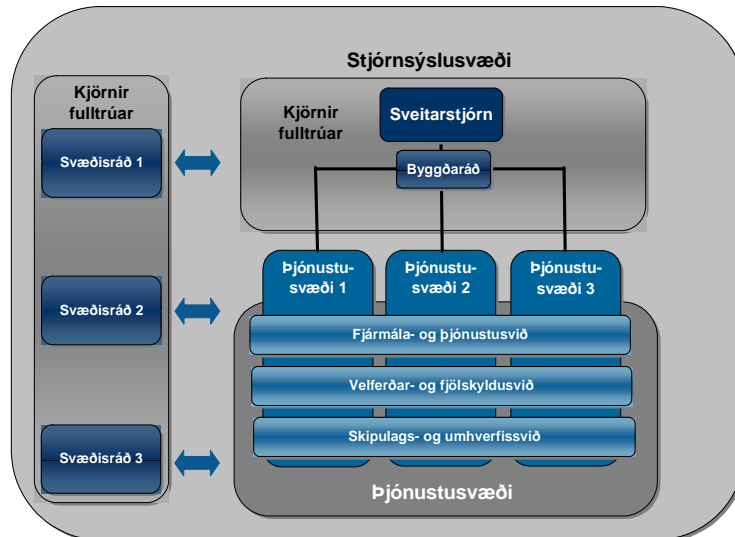 Stjórnsýslusvæði
Kjörnir
fulltrúar
Svæðisráð 1
Svæðisráð 2
Svæðisráð 3
Kjörnir
fulltrúar
Sveitarstjórn
Byggðaráð
Þjónustu-
svæði 1
Þjónustu-
svæði 2
Þjónustu-
svæði 3
Fjármála- og þjónustusvið
Velferðar- og fjölskyldusvið
Skipulags- og umhverfissvið
Þjónustusvæði